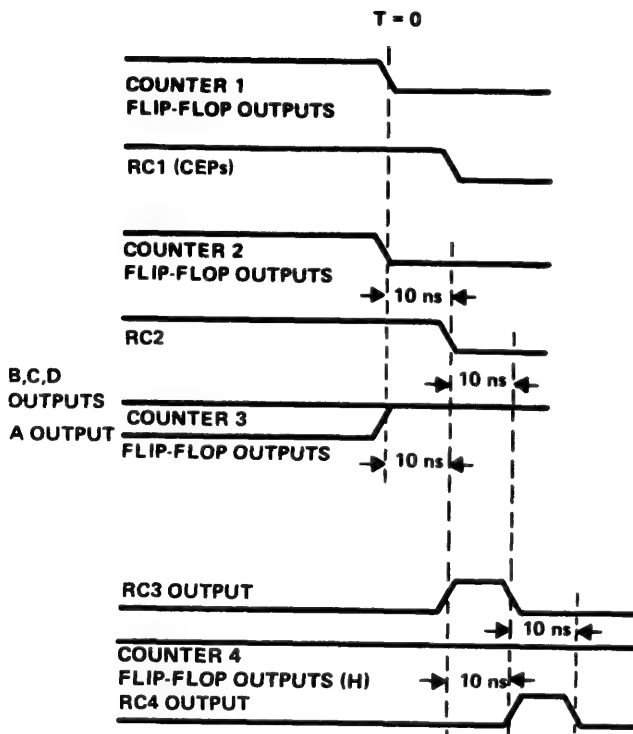 T = 0
COUNTER 1
FLIP-FLOP OUTPUTS
RC1 (CEPs)
COUNTER 2
FLIP-FLOP OUTPUTS
10 ns
RC2
10 ns
B,C,D
OUTPUTS
COUNTER 3
A OUTPUT
FLIP-FLOP OUTPUTS
10 ns
RC3 OUTPUT
10 ns
COUNTER 4
FLIP-FLOP OUTPUTS (H)
10 ns
RC4 OUTPUT